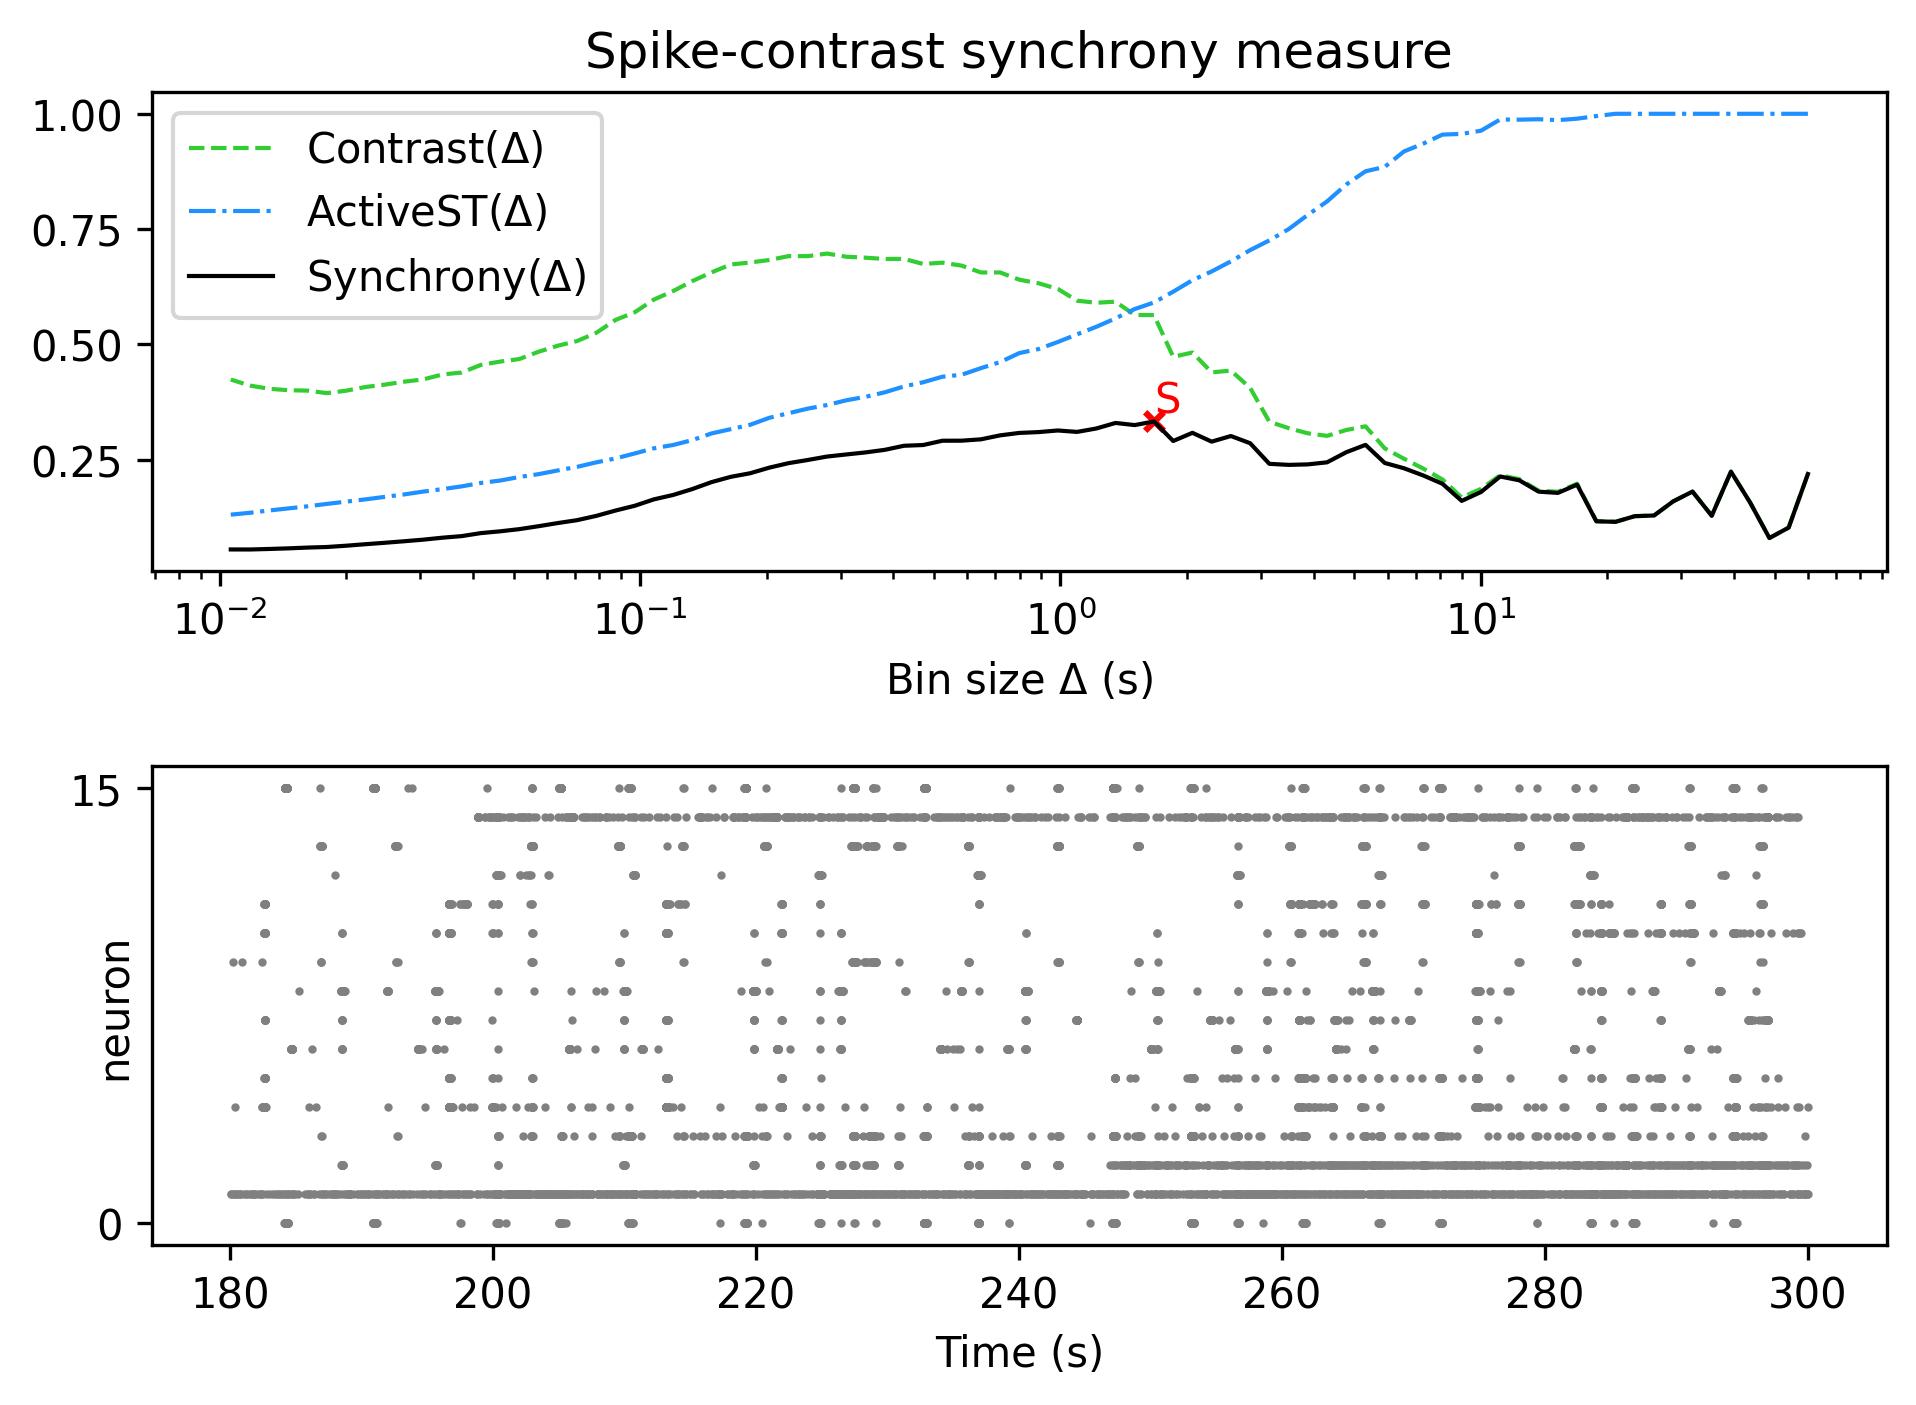 Spike-contrast synchrony measure
1.00
0.75
0.50
0.25
Contrast(Δ)
ActiveST(Δ)
Synchrony(Δ)
S
10⁻² 10⁻¹ 10⁰ 10¹
Bin size Δ (s)
15
0
neuron
180 200 220 240 260 280 300
Time (s)